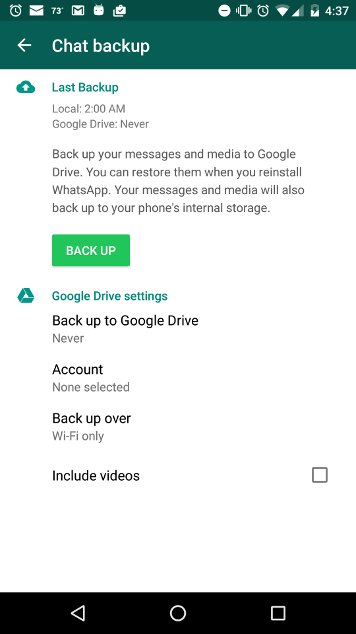 73°
4:37
Chat backup
Last Backup
Local: 2:00 AM
Google Drive: Never
Back up your messages and media to Google
Drive. You can restore them when you reinstall
WhatsApp. Your messages and media will also
back up to your phone's internal storage.
BACK UP
Google Drive settings
Back up to Google Drive
Never
Account
None selected
Back up over
Wi-Fi only
Include videos